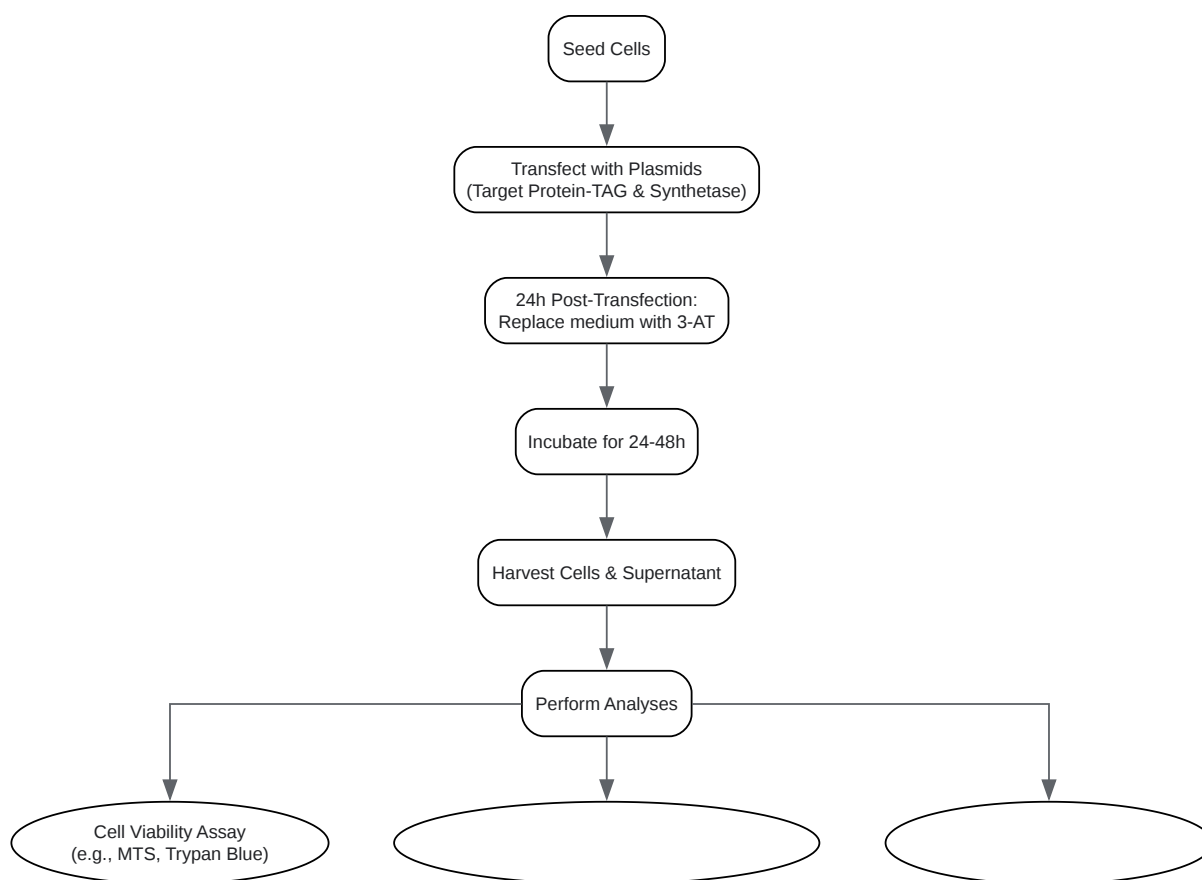 Seed Cells
Transfect with Plasmids
(Target Protein-TAG & Synthetase)
24h Post-Transfection:
Replace medium with 3-AT
Incubate for 24-48h
Harvest Cells & Supernatant
Perform Analyses
Cell Viability Assay
(e.g., MTS, Trypan Blue)